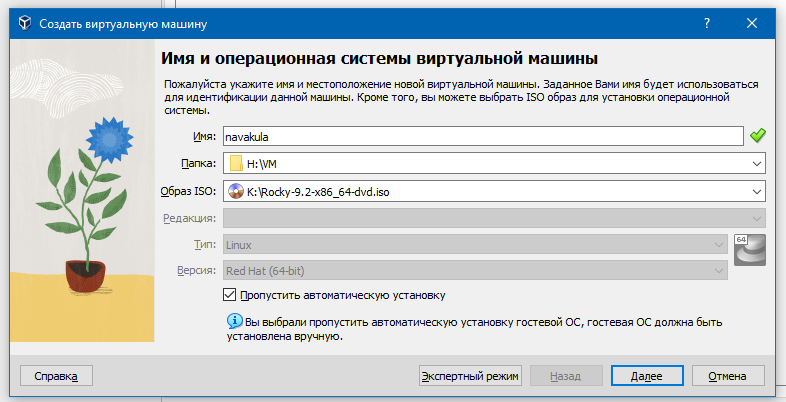 Создать виртуальную машину
Имя и операционная системы виртуальной машины
Пожалуйста укажите имя и местоположение новой виртуальной машины. Заданное Вами имя будет использоваться
для идентификации данной машины. Кроме того, вы можете выбрать ISO образ для установки операционной
системы.
Имя: navakula
Папка: H:\VM
Образ ISO: K:\Rocky-9.2-x86_64-dvd.iso
Редакция:
Тип: Linux
64
Версия: Red Hat (64-bit)
Пропустить автоматическую установку
Вы выбрали пропустить автоматическую установку гостевой ОС, гостевая ОС должна быть
установлена вручную.
Справка Экспертный режим Назад Далее Отмена